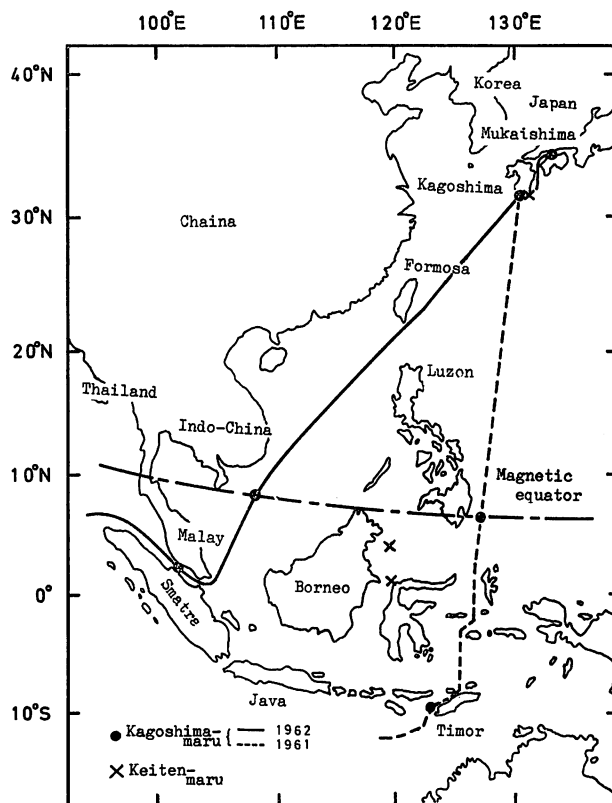 100°E 110°E 120°E 130°E
40°N
Korea
Japan
Mukaishima
Kagoshima
30°N
Chaina
Formosa
20°N
Luzon
Thailand
Indo-China
10°N
Magnetic
equator
Malay
Smatra
Borneo
0°
Java
10°S
Timor
Kagoshima-
maru
1962
1961
Keiten-
maru